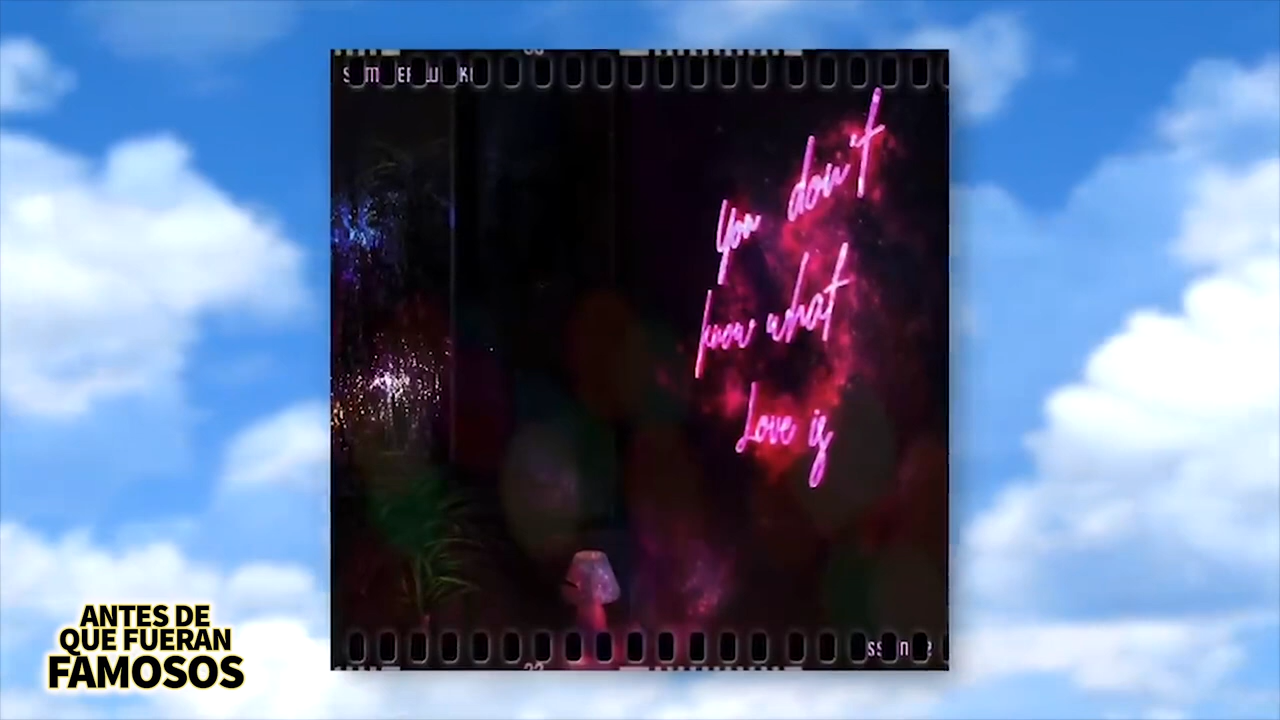 You don't
know what
Love is
ANTES DE
QUE FUERAN
FAMOSOS